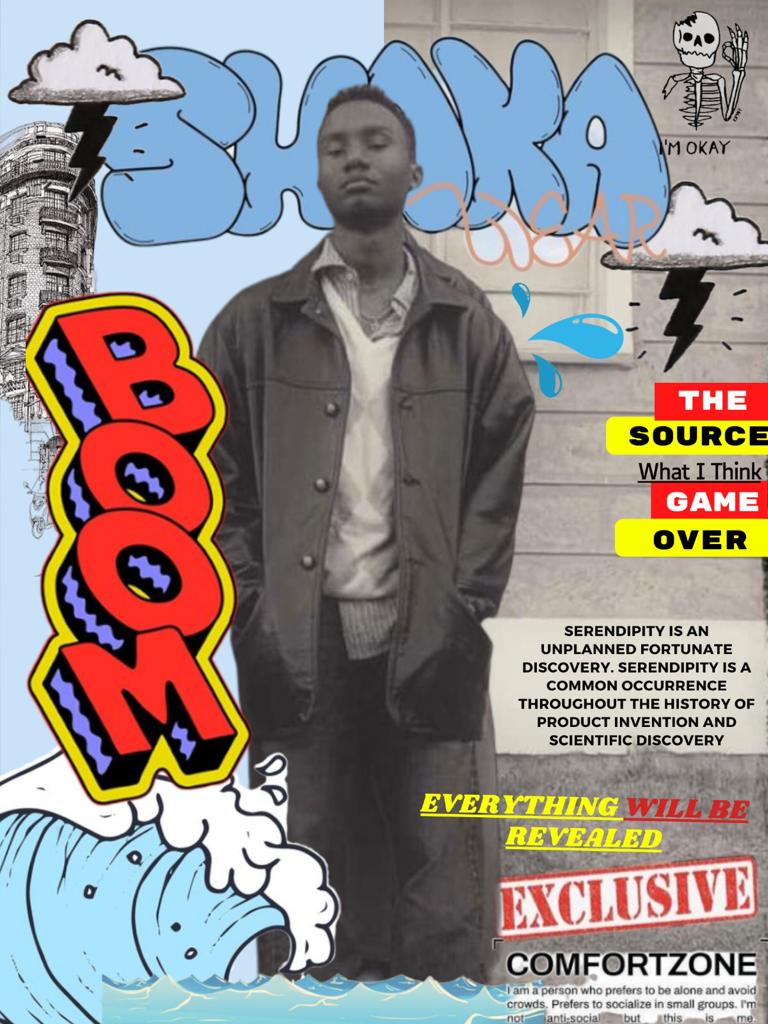 SHAKA
WEAR
I'M OKAY
BOOM
THE
SOURCE
What I Think
GAME
OVER
SERENDIPITY IS AN
UNPLANNED FORTUNATE
DISCOVERY. SERENDIPITY IS A
COMMON OCCURRENCE
THROUGHOUT THE HISTORY OF
PRODUCT INVENTION AND
SCIENTIFIC DISCOVERY
EVERYTHING WILL BE
REVEALED
EXCLUSIVE
COMFORTZONE
I am a person who prefers to be alone and avoid
crowds. Prefers to socialize in small groups. I'm
not anti-social but this is me.